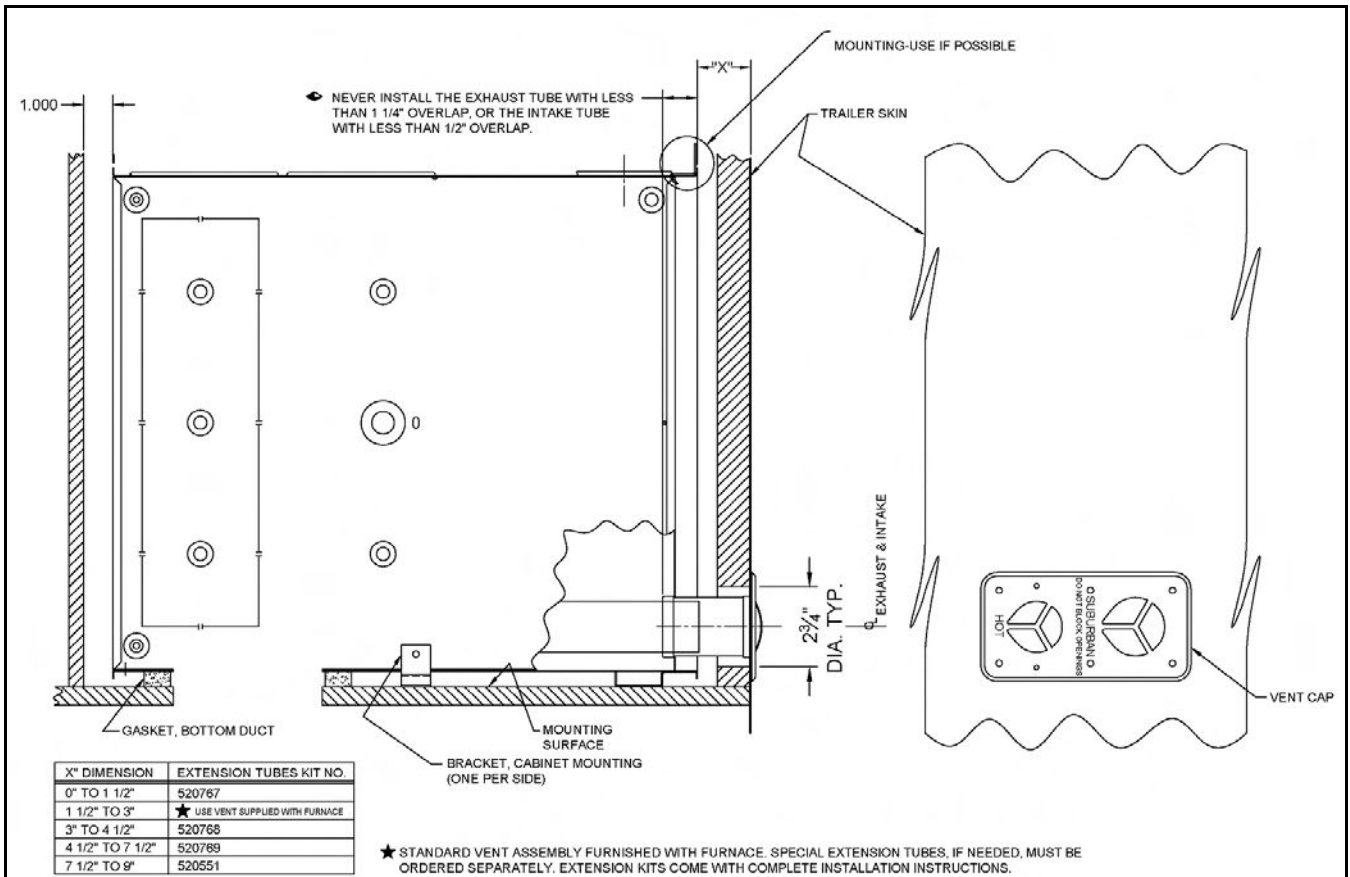 MOUNTING-USE IF POSSIBLE
"X"
1.000
NEVER INSTALL THE EXHAUST TUBE WITH LESS
THAN 1 1/4" OVERLAP, OR THE INTAKE TUBE
WITH LESS THAN 1/2" OVERLAP.
TRAILER SKIN
0
EXHAUST & INTAKE
2 3/4"
DIA. TYP.
HOT
DO NOT BLOCK OPENINGS
SUBURBAN
VENT CAP
GASKET, BOTTOM DUCT
MOUNTING
SURFACE
BRACKET, CABINET MOUNTING
(ONE PER SIDE)
X" DIMENSION EXTENSION TUBES KIT NO.
0" TO 1 1/2" 520767
1 1/2" TO 3" ★ USE VENT SUPPLIED WITH FURNACE
3" TO 4 1/2" 520768
4 1/2" TO 7 1/2" 520769
7 1/2" TO 9" 520551
★ STANDARD VENT ASSEMBLY FURNISHED WITH FURNACE. SPECIAL EXTENSION TUBES, IF NEEDED, MUST BE
ORDERED SEPARATELY. EXTENSION KITS COME WITH COMPLETE INSTALLATION INSTRUCTIONS.